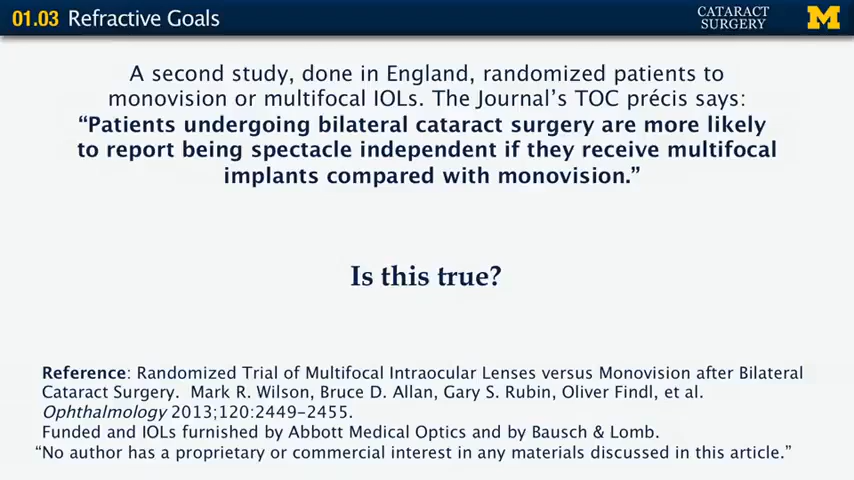 01.03 Refractive Goals
CATARACT
SURGERY
M
A second study, done in England, randomized patients to
monovision or multifocal IOLs. The Journal’s TOC précis says:
“Patients undergoing bilateral cataract surgery are more likely
to report being spectacle independent if they receive multifocal
implants compared with monovision.”
Is this true?
Reference: Randomized Trial of Multifocal Intraocular Lenses versus Monovision after Bilateral
Cataract Surgery. Mark R. Wilson, Bruce D. Allan, Gary S. Rubin, Oliver Findl, et al.
Ophthalmology 2013;120:2449-2455.
Funded and IOLs furnished by Abbott Medical Optics and by Bausch & Lomb.
“No author has a proprietary or commercial interest in any materials discussed in this article.”